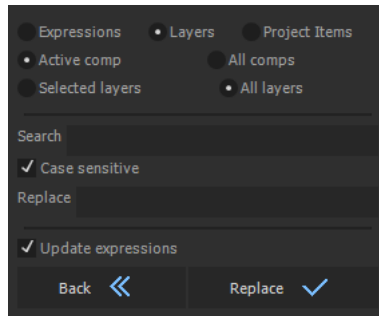 Expressions Layers Project Items
Active comp All comps
Selected layers All layers
Search
Case sensitive
Replace
Update expressions
Back Replace